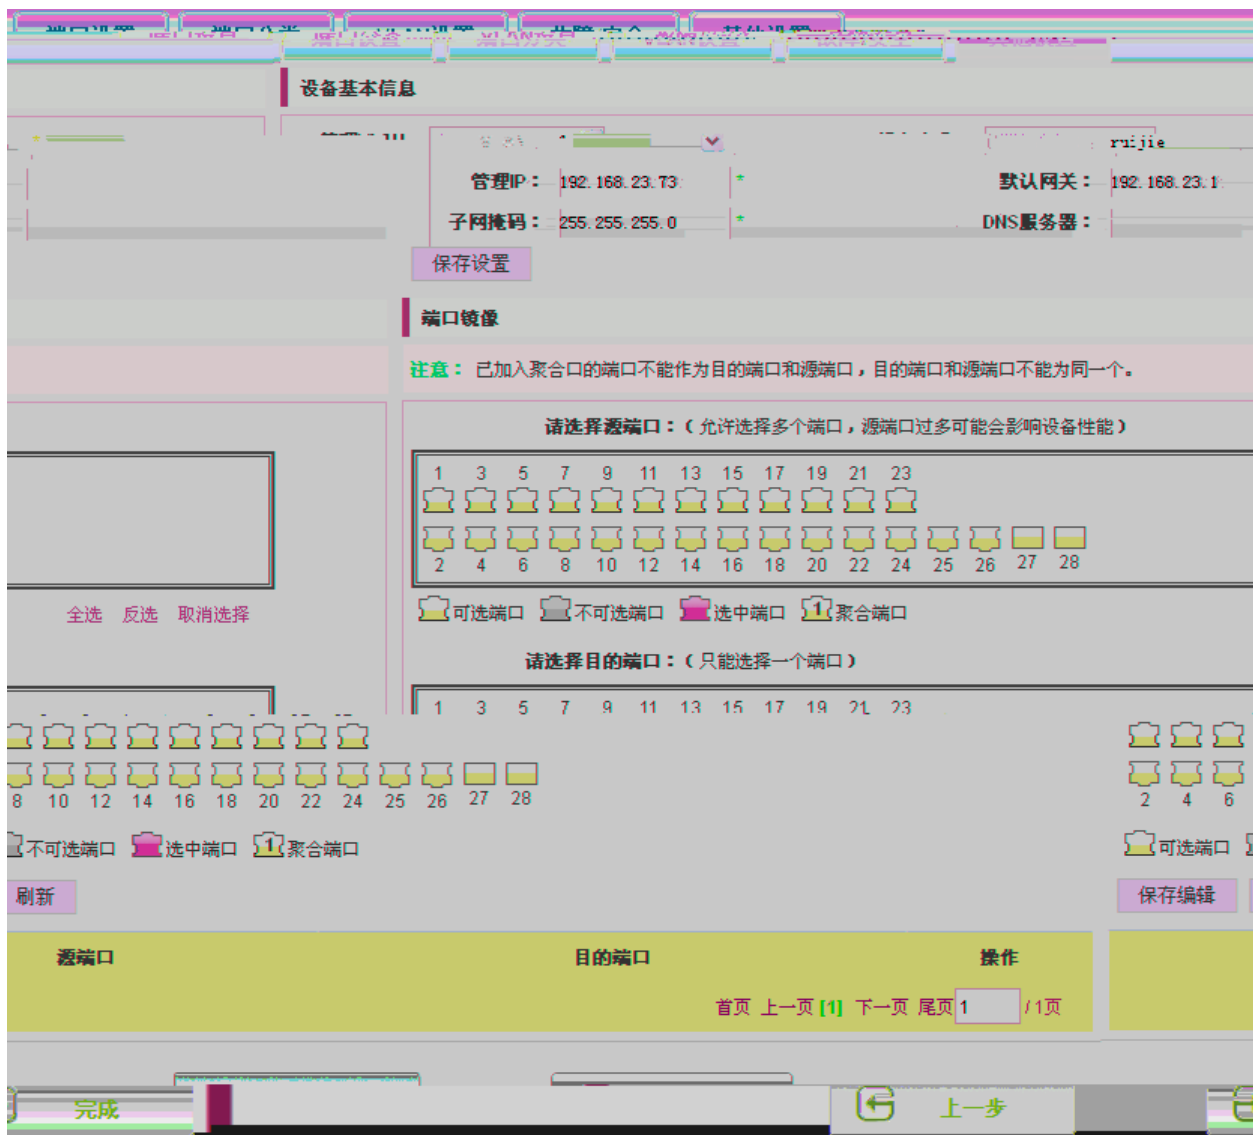 设备基本信息
ruijie
管理IP： 192.168.23.73 * 默认网关： 192.168.23.1
子网掩码： 255.255.255.0 * DNS服务器：
保存设置
端口镜像
注意： 已加入聚合口的端口不能作为目的端口和源端口，目的端口和源端口不能为同一个。
请选择源端口：（允许选择多个端口，源端口过多可能会影响设备性能）
1 3 5 7 9 11 13 15 17 19 21 23
2 4 6 8 10 12 14 16 18 20 22 24 25 26 27 28
全选 反选 取消选择 可选端口 不可选端口 选中端口 1 聚合端口
请选择目的端口：（只能选择一个端口）
1 3 5 7 9 11 13 15 17 19 21 23
8 10 12 14 16 18 20 22 24 25 26 27 28 2 4 6
不可选端口 选中端口 1 聚合端口 可选端口
刷新 保存编辑
源端口 目的端口 操作
首页 上一页 [1] 下一页 尾页 1 / 1页
完成 上一步